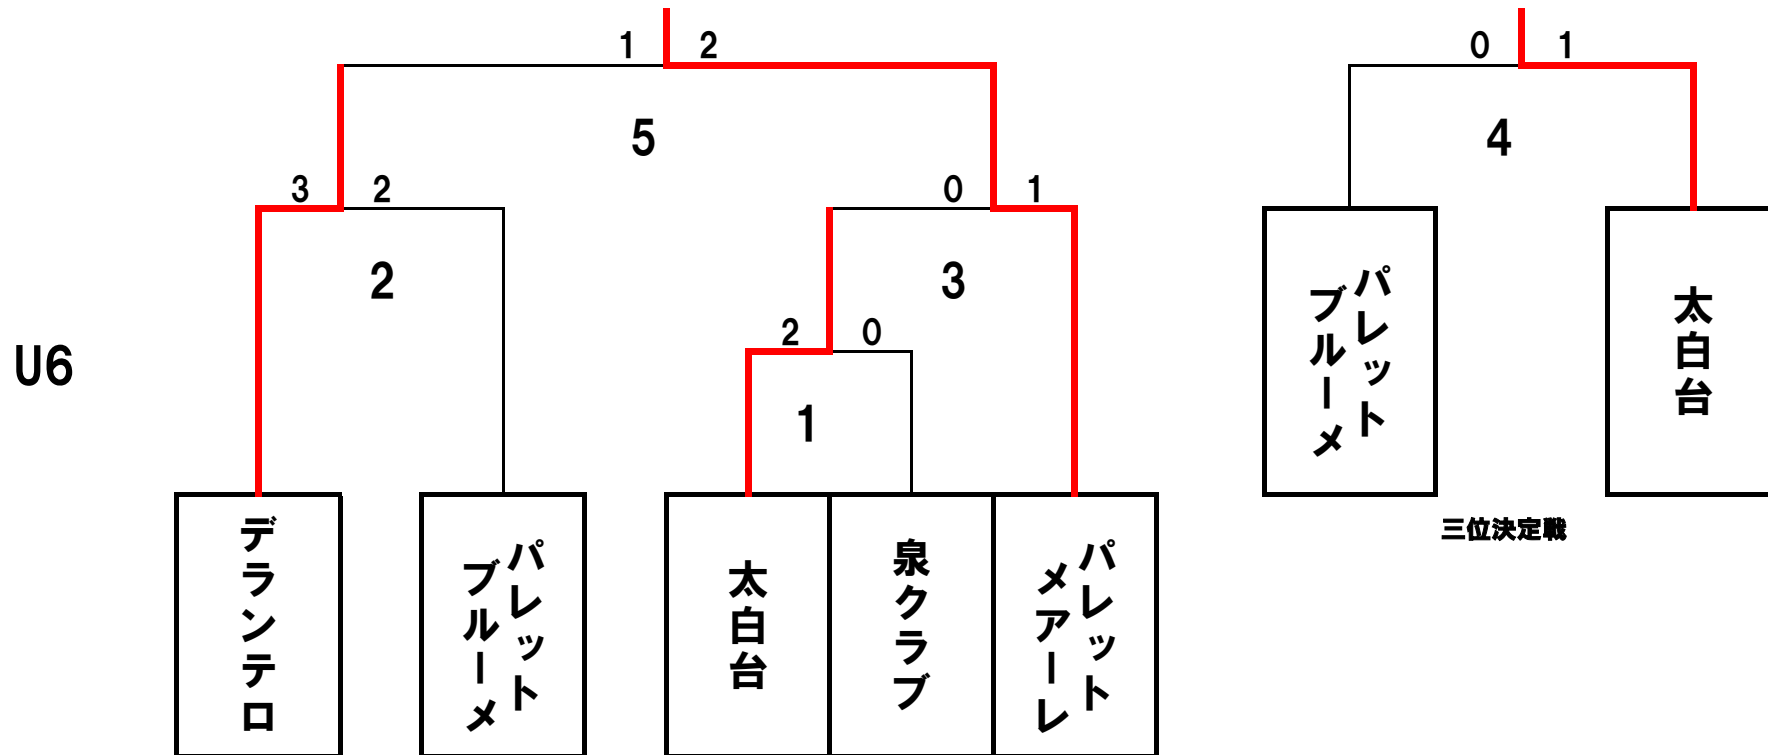 1 2
0 1
5
4
3 2
0 1
2
3
2 0
U6
1
デランテロ
パレット
ブルーメ
太白台
泉クラブ
パレット
メアーレ
パレット
ブルーメ
太白台
三位決定戦